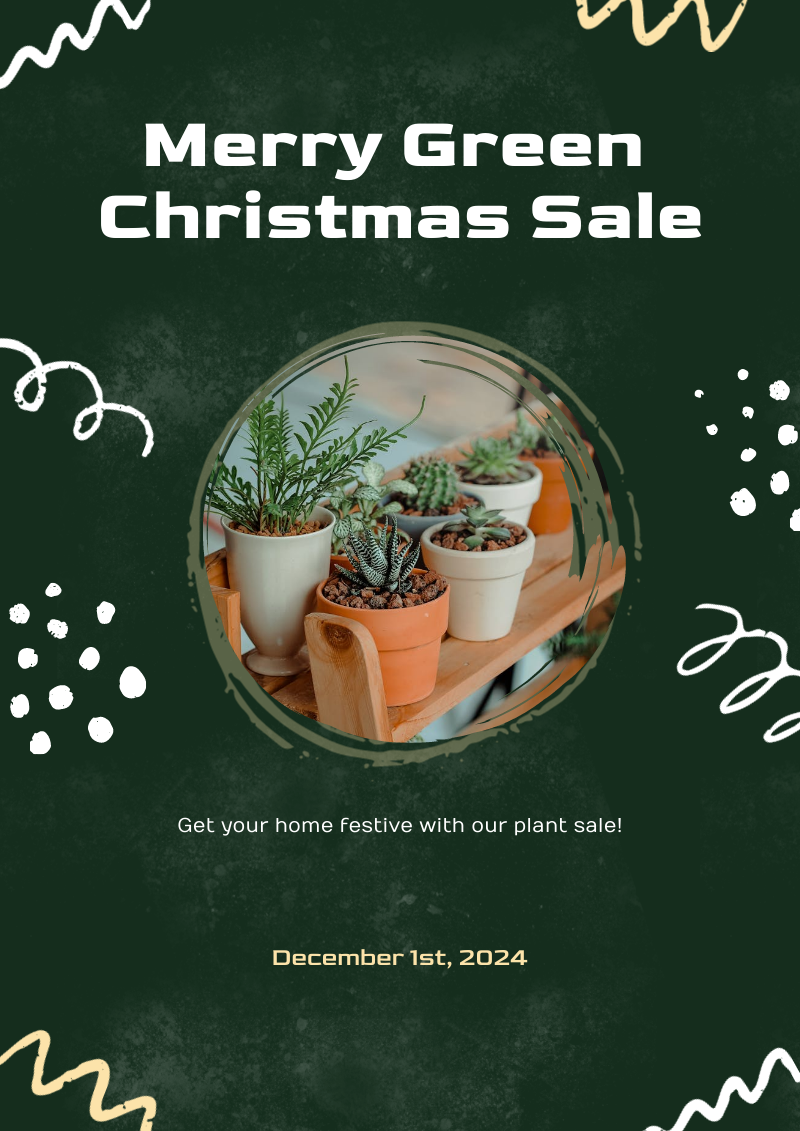 Merry Green
Christmas Sale
Get your home festive with our plant sale!
December 1st, 2024